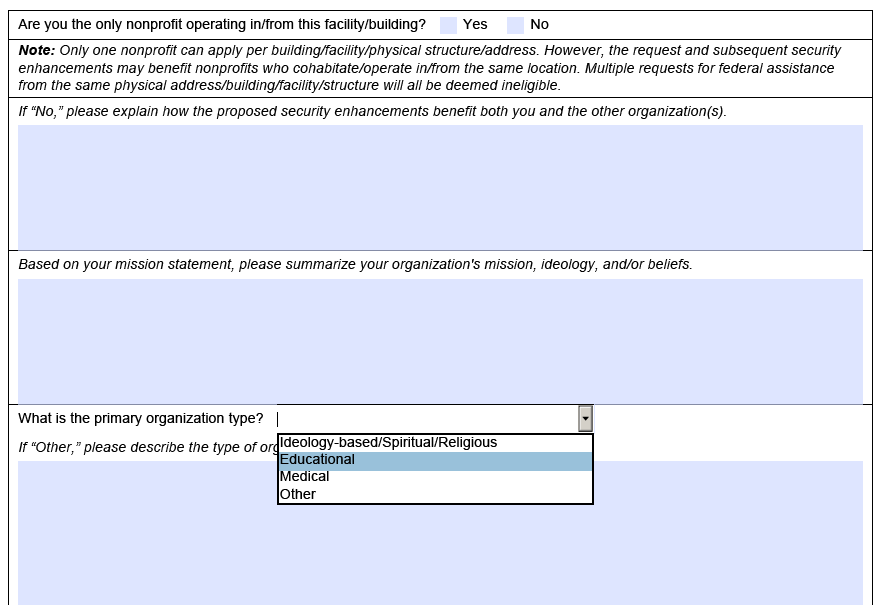 Are you the only nonprofit operating in/from this facility/building? Yes No
Note: Only one nonprofit can apply per building/facility/physical structure/address. However, the request and subsequent security
enhancements may benefit nonprofits who cohabitate/operate in/from the same location. Multiple requests for federal assistance
from the same physical address/building/facility/structure will all be deemed ineligible.
If “No,” please explain how the proposed security enhancements benefit both you and the other organization(s).
Based on your mission statement, please summarize your organization's mission, ideology, and/or beliefs.
What is the primary organization type?
If “Other,” please describe the type of
Ideology-based/Spiritual/Religious
Educational
Medical
Other